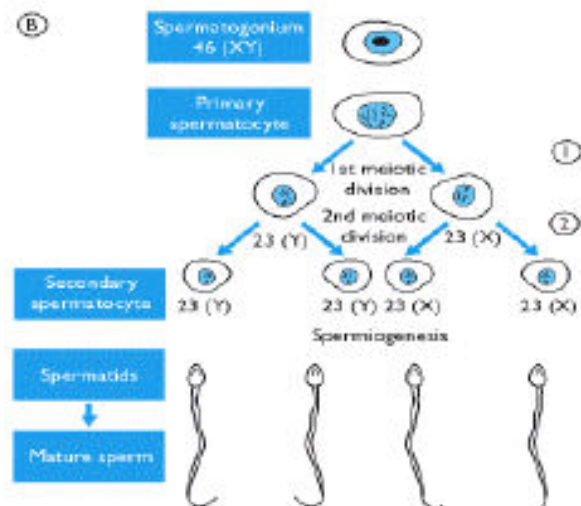 B
Spermatogonium
46 (XY)
Primary
spermatocyte
1st meiotic
division
1
2nd meiotic
division
2
23 (Y)
23 (X)
Secondary
spermatocyte
23 (Y)
23 (Y)
23 (X)
23 (X)
Spermiogenesis
Spermatids
Mature sperm